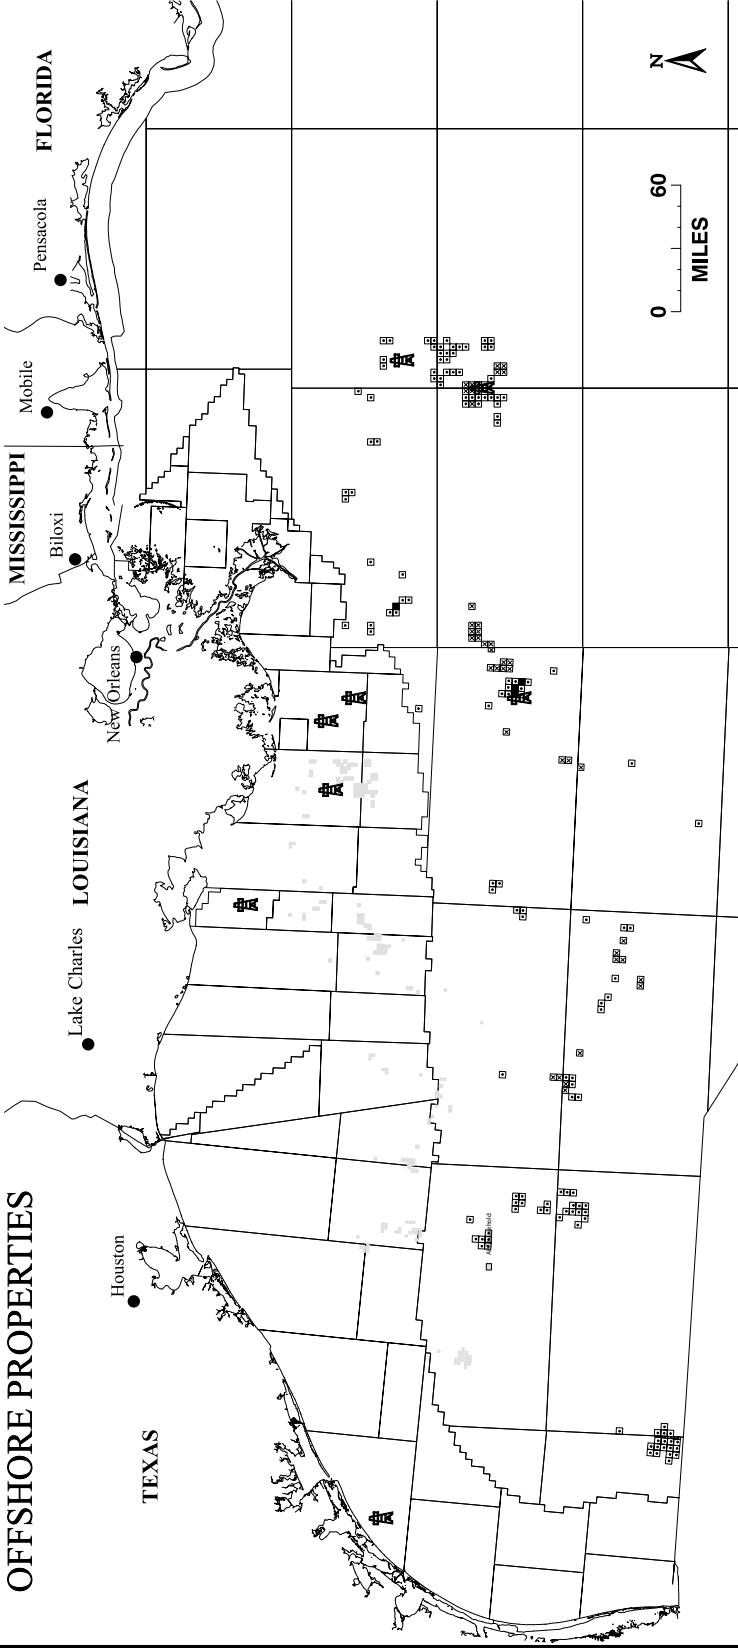 OFFSHORE PROPERTIES
TEXAS
Houston
Lake Charles
LOUISIANA
New Orleans
Biloxi
MISSISSIPPI
Mobile
Pensacola
FLORIDA
N
0 60
MILES